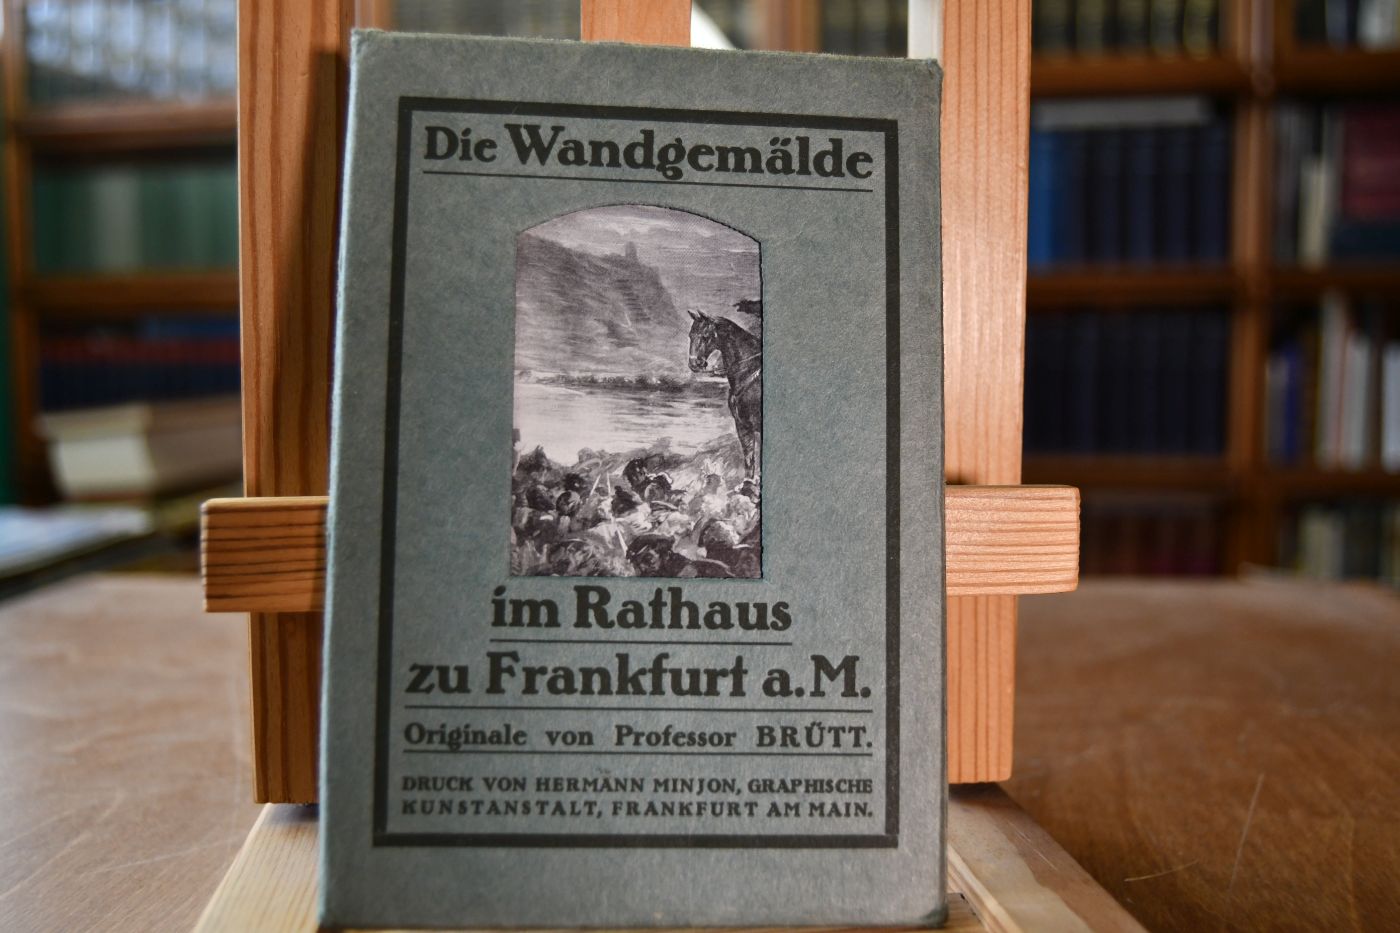 Die Wandgemälde
im Rathaus
zu Frankfurt a.M.
Originale von Professor BRÜTT.
DRUCK VON HERMANN MINJON, GRAPHISCHE
KUNSTANSTALT, FRANKFURT AM MAIN.